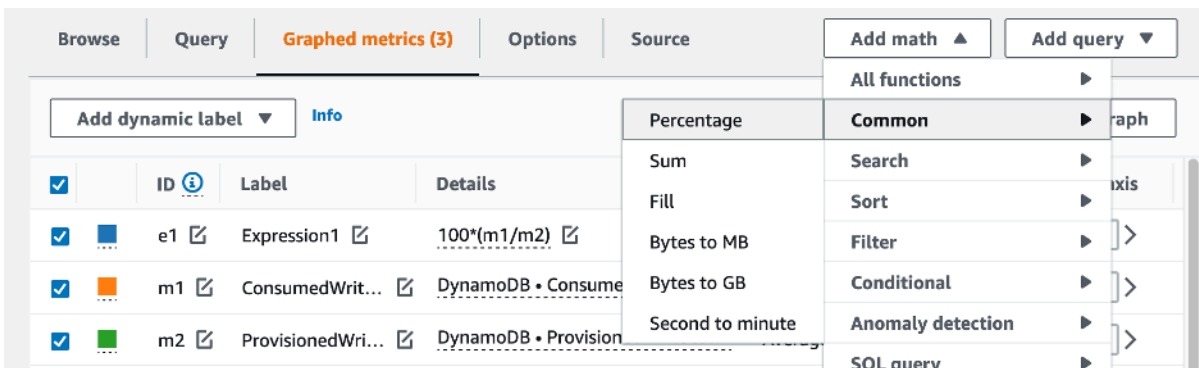 Browse Query Graphed metrics (3) Options Source Add math Add query
All functions
Add dynamic label Info Percentage Common raph
ID Label Details Sum Search axis
Fill Sort
e1 Expression1 100*(m1/m2) Bytes to MB Filter
m1 ConsumedWrit... DynamoDB • Consume Bytes to GB Conditional
m2 ProvisionedWri... DynamoDB • Provision Second to minute Anomaly detection
SQL query